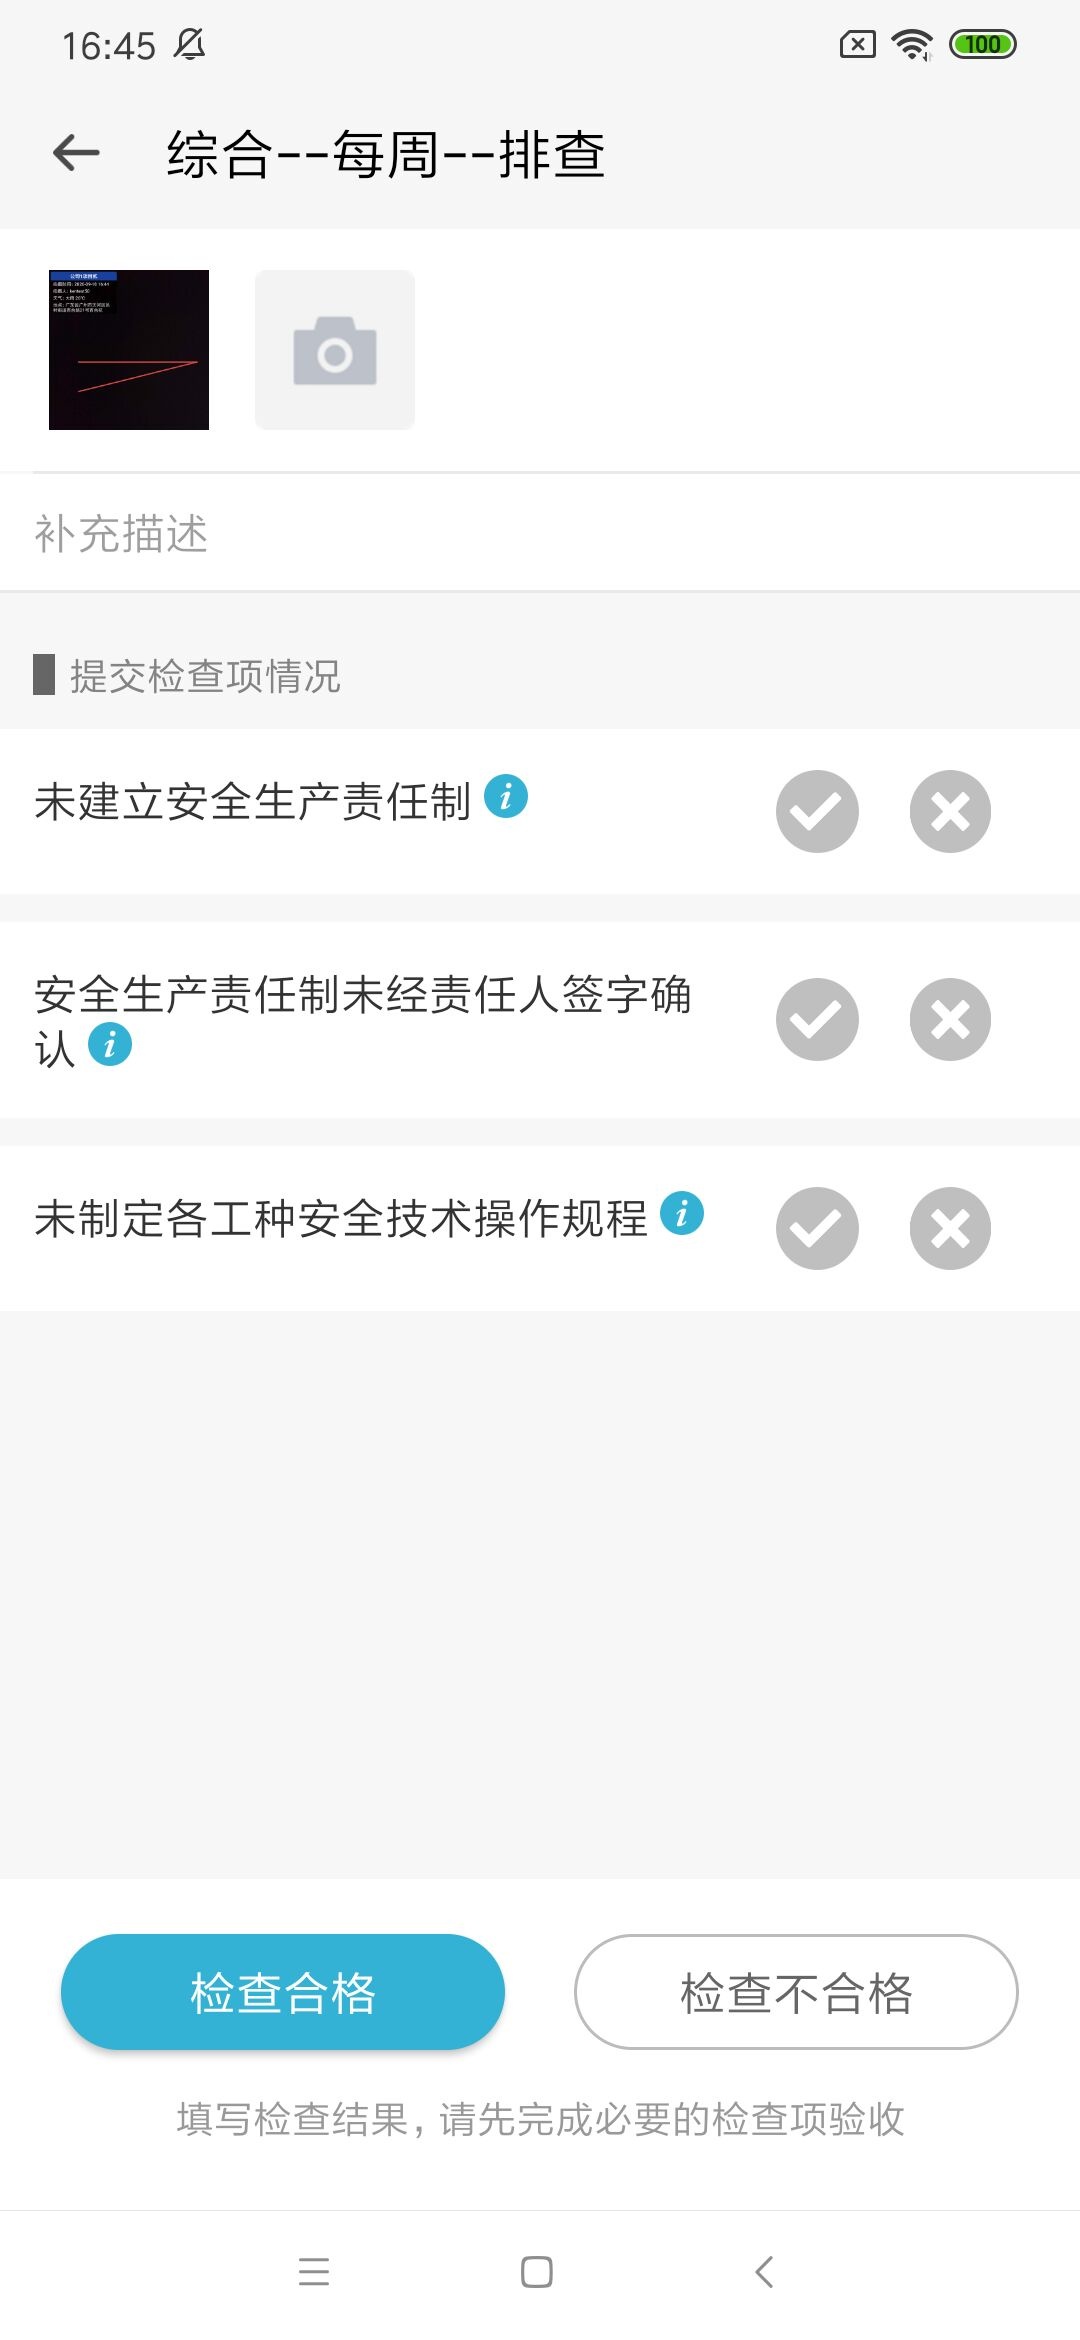 16:45
100
综合--每周--排查
补充描述
提交检查项情况
未建立安全生产责任制
安全生产责任制未经责任人签字确
认
未制定各工种安全技术操作规程
检查合格
检查不合格
填写检查结果，请先完成必要的检查项验收